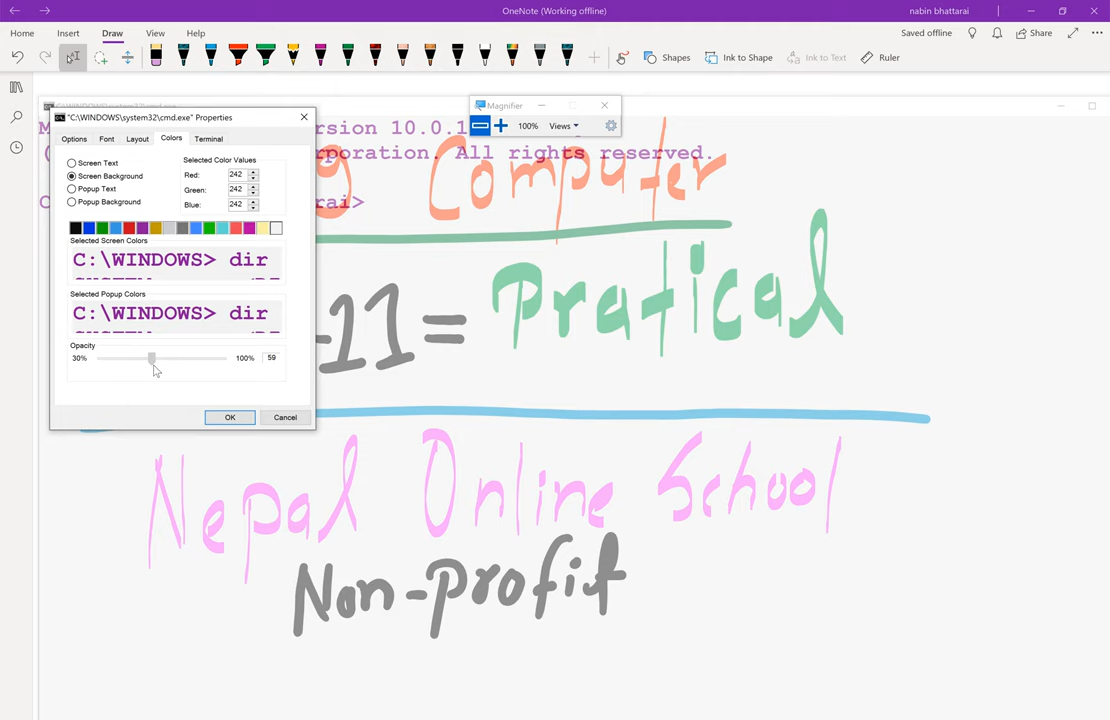 OneNote (Working offline)
nabin bhattarai
Home Insert Draw View Help
Saved offline
Share
Shapes
Ink to Shape
Ink to Text
Ruler
Magnifier
100% Views
"C:\WINDOWS\system32\cmd.exe" Properties
Options Font Layout Colors Terminal
Screen Text
Screen Background
Popup Text
Popup Background
Selected Color Values
Red: 242
Green: 242
Blue: 242
Selected Screen Colors
C:\WINDOWS> dir
Selected Popup Colors
C:\WINDOWS> dir
Opacity
30% 100% 59
OK Cancel
ersion 10.0.1
rporation. All rights reserved.
rai>
Computer
-11= Pratical
Nepal Online School
Non-profit